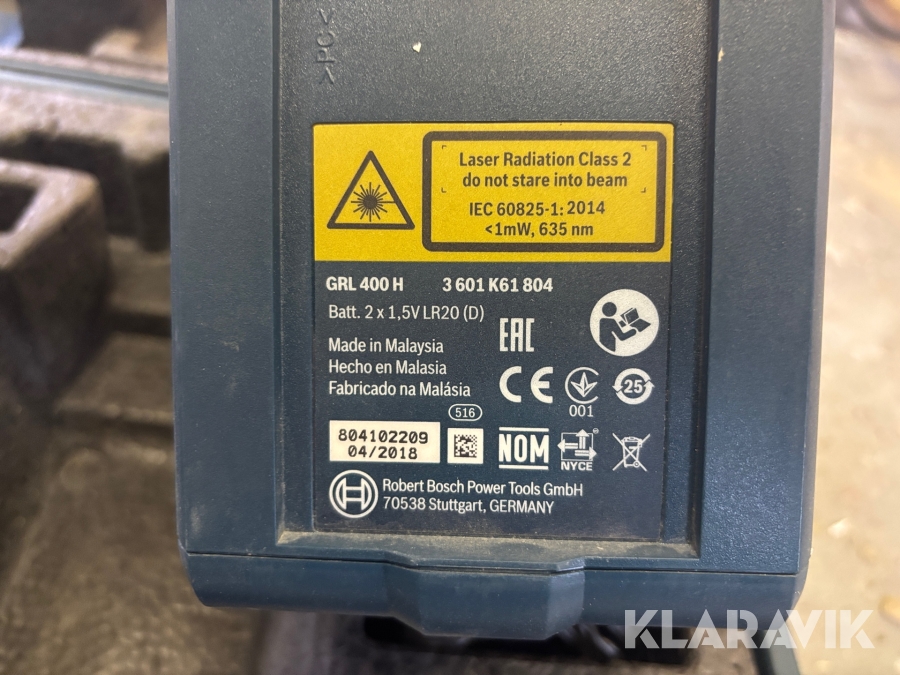 >PC<
Laser Radiation Class 2
do not stare into beam
IEC 60825-1: 2014
<1mW, 635 nm
GRL 400 H 3 601 K61 804
Batt. 2 x 1,5V LR20 (D)
Made in Malaysia
Hecho en Malasia
Fabricado na Malásia
EAC
CE
001
25
516
804102209
04/2018
NOM
NYCE
Robert Bosch Power Tools GmbH
70538 Stuttgart, GERMANY
KLARAVIK